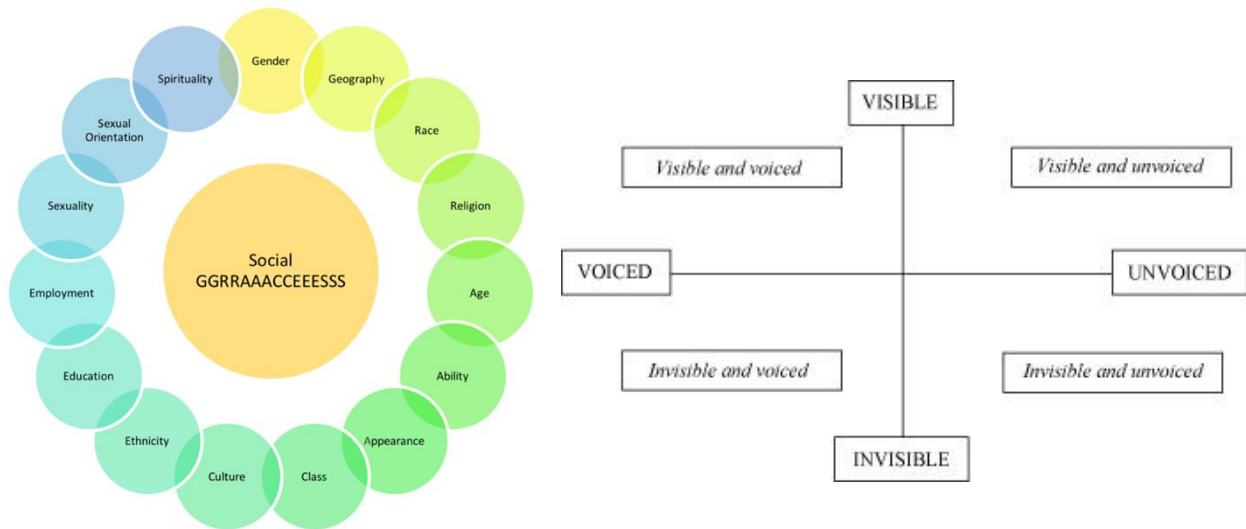 Gender
Geography
Race
Religion
Age
Ability
Appearance
Class
Culture
Ethnicity
Education
Employment
Sexuality
Sexual
Orientation
Spirituality
Social
GGRRAAACCEEESSS
VISIBLE
Visible and voiced
Visible and unvoiced
VOICED
UNVOICED
Invisible and voiced
Invisible and unvoiced
INVISIBLE